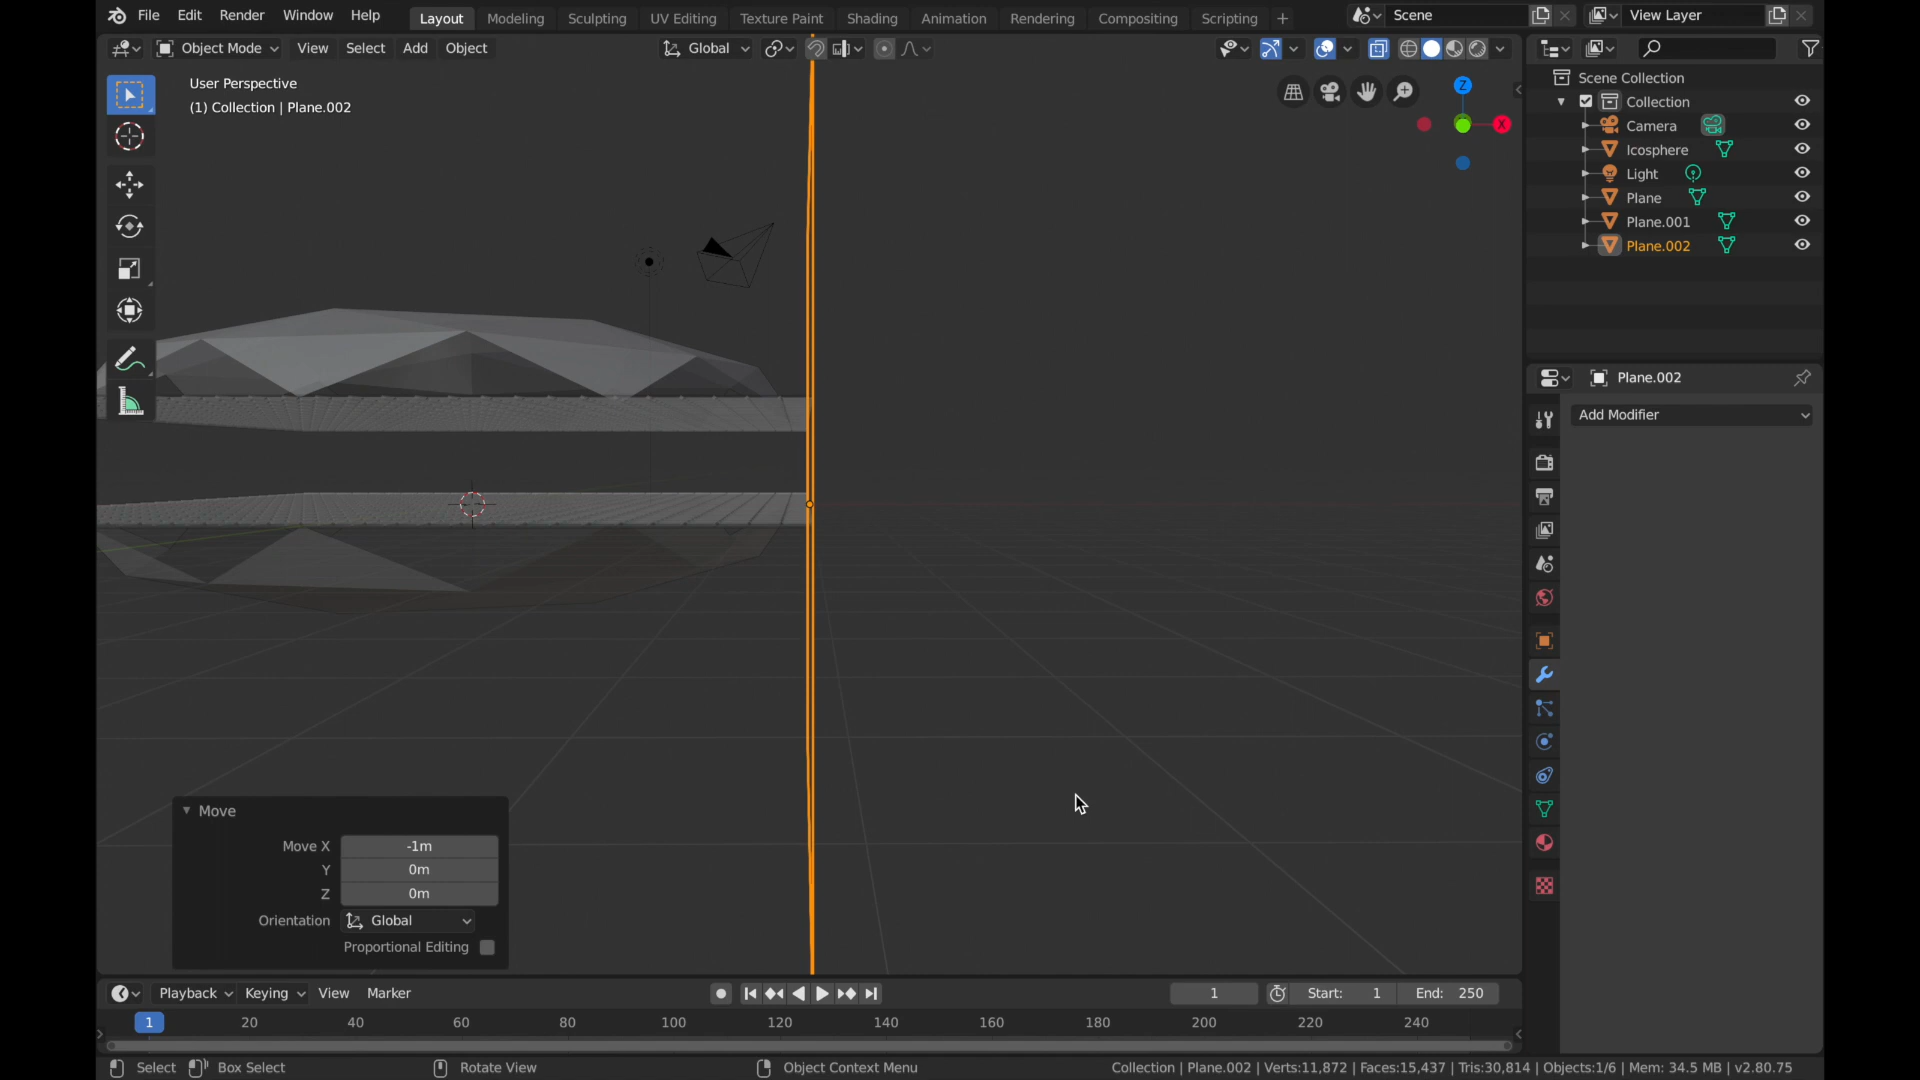 File Edit Render Window Help Layout Modeling Sculpting UV Editing Texture Paint Shading Animation Rendering Compositing Scripting + Scene View Layer
Object Mode View Select Add Object Global
User Perspective
(1) Collection | Plane.002
Z
X
Scene Collection
Collection
Camera
Icosphere
Light
Plane
Plane.001
Plane.002
Plane.002
Add Modifier
Move
Move X -1m
Y 0m
Z 0m
Orientation Global
Proportional Editing
Playback Keying View Marker 1 Start: 1 End: 250
1 20 40 60 80 100 120 140 160 180 200 220 240
Select Box Select Rotate View Object Context Menu Collection | Plane.002 | Verts:11,872 | Faces:15,437 | Tris:30,814 | Objects:1/6 | Mem: 34.5 MB | v2.80.75